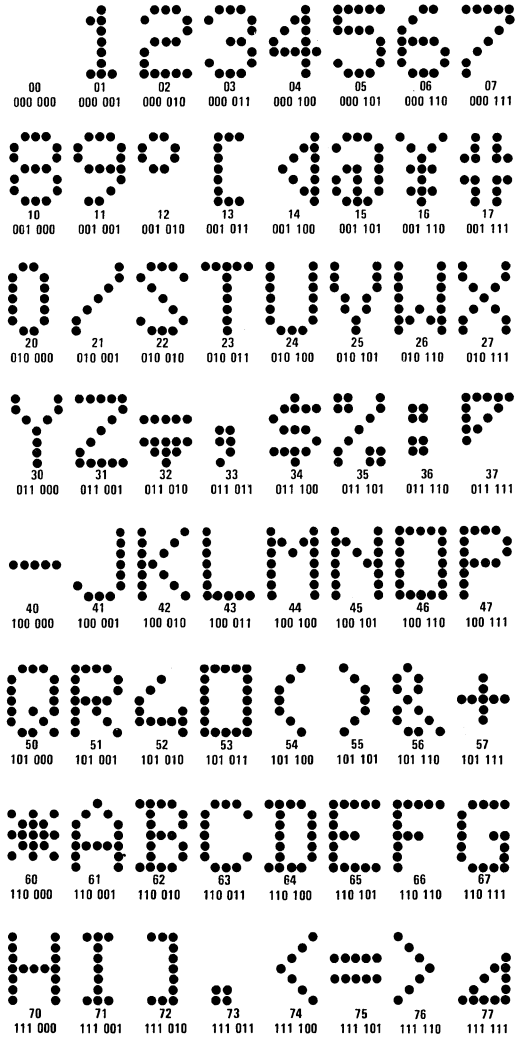 1 2 3 4 5 6 7
00 01 02 03 04 05 06 07
000 000 000 001 000 010 000 011 000 100 000 101 000 110 000 111
8 9 ° [ @ ¥
10 11 12 13 14 15 16 17
001 000 001 001 001 010 001 011 001 100 001 101 001 110 001 111
0 / S T U V W X
20 21 22 23 24 25 26 27
010 000 010 001 010 010 010 011 010 100 010 101 010 110 010 111
Y Z , $ % :
30 31 32 33 34 35 36 37
011 000 011 001 011 010 011 011 011 100 011 101 011 110 011 111
- J K L M N O P
40 41 42 43 44 45 46 47
100 000 100 001 100 010 100 011 100 100 100 101 100 110 100 111
Q R ( ) & +
50 51 52 53 54 55 56 57
101 000 101 001 101 010 101 011 101 100 101 101 101 110 101 111
* A B C D E F G
60 61 62 63 64 65 66 67
110 000 110 001 110 010 110 011 110 100 110 101 110 110 110 111
H I ] . < = >
70 71 72 73 74 75 76 77
111 000 111 001 111 010 111 011 111 100 111 101 111 110 111 111